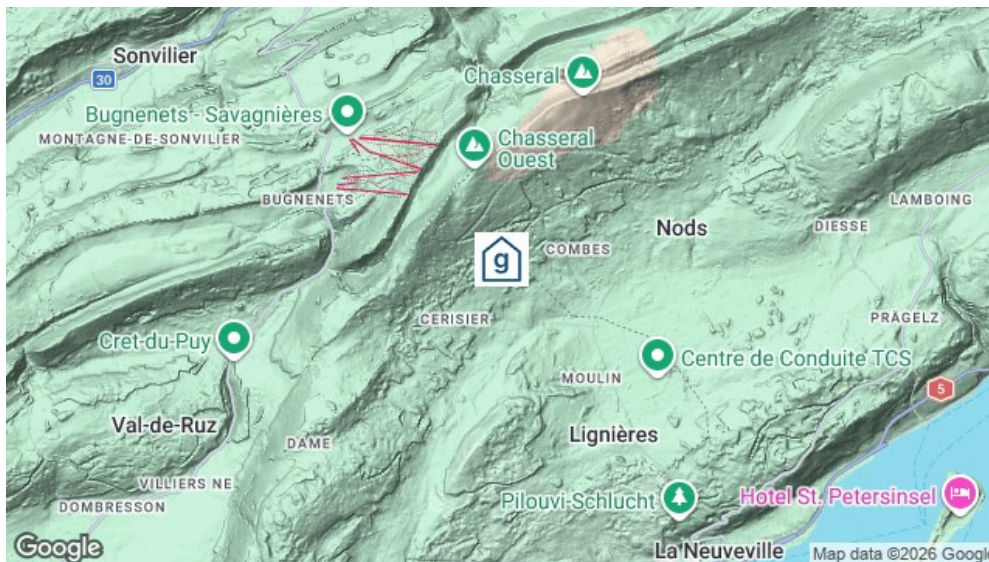 Sonvilier
30
Chasseral
Bugnenets - Savagnières
MONTAGNE-DE-SONVILIER
Chasseral
Ouest
BUGNENETS
LAMBOING
Nods
DIESSE
COMBES
g
CERISIER
PRÄGELZ
Cret-du-Puy
Centre de Conduite TCS
MOULIN
5
Val-de-Ruz
Lignières
DAME
VILLIERS NE
Pilouvi-Schlucht
Hotel St. Petersinsel
DOMBRESSON
Google
La Neuveville
Map data ©2026 Google